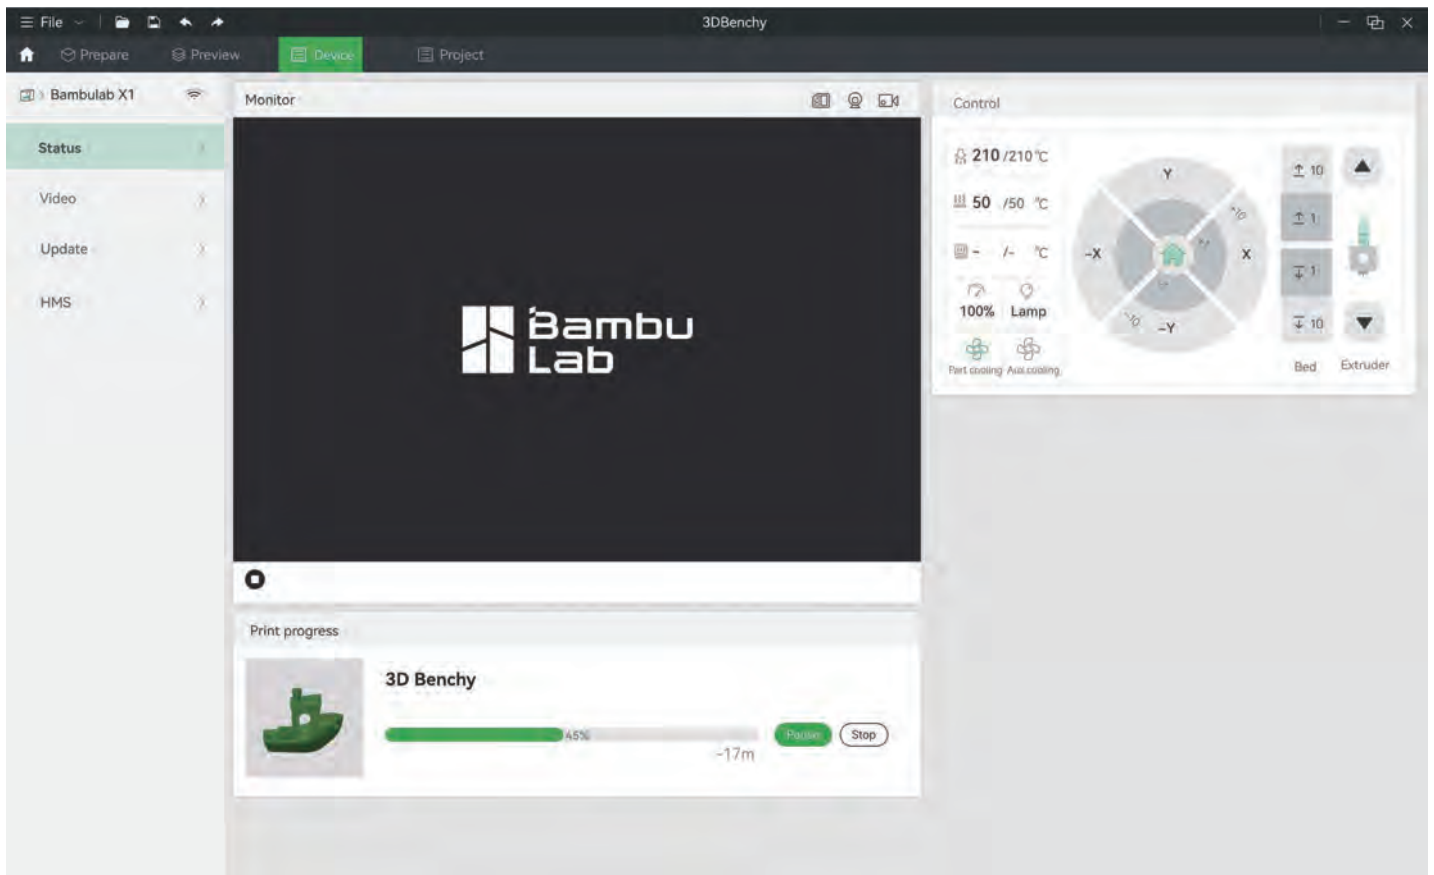 File
3DBenchy
Prepare
Preview
Device
Project
Bambulab X1
Status
Video
Update
HMS
Monitor
Bambu
Lab
Print progress
3D Benchy
45%
-17m
Pause
Stop
Control
210 /210 °C
50 /50 °C
- /- °C
100% Lamp
Part cooling Aux cooling
Y
-X
X
-Y
10
1
1
10
Bed
Extruder